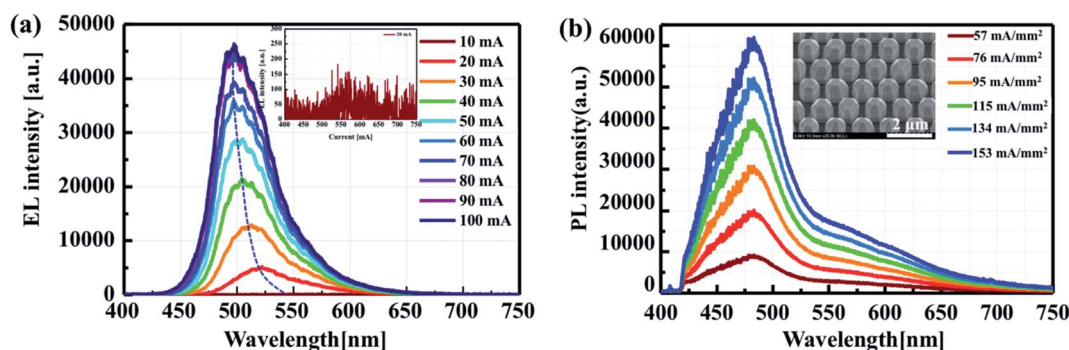 (a)
EL intensity [a.u.]
50000
40000
30000
20000
10000
0
400
450
500
550
600
650
700
750
Wavelength[nm]
EL intensity [a.u.]
300
250
200
150
100
50
0
400
450
500
550
600
650
700
750
Current [mA]
10 mA
10 mA
20 mA
30 mA
40 mA
50 mA
60 mA
70 mA
80 mA
90 mA
100 mA
(b)
PL intensity(a.u.)
60000
50000
40000
30000
20000
10000
0
400
450
500
550
600
650
700
750
Wavelength[nm]
2 μm
57 mA/mm²
76 mA/mm²
95 mA/mm²
115 mA/mm²
134 mA/mm²
153 mA/mm²